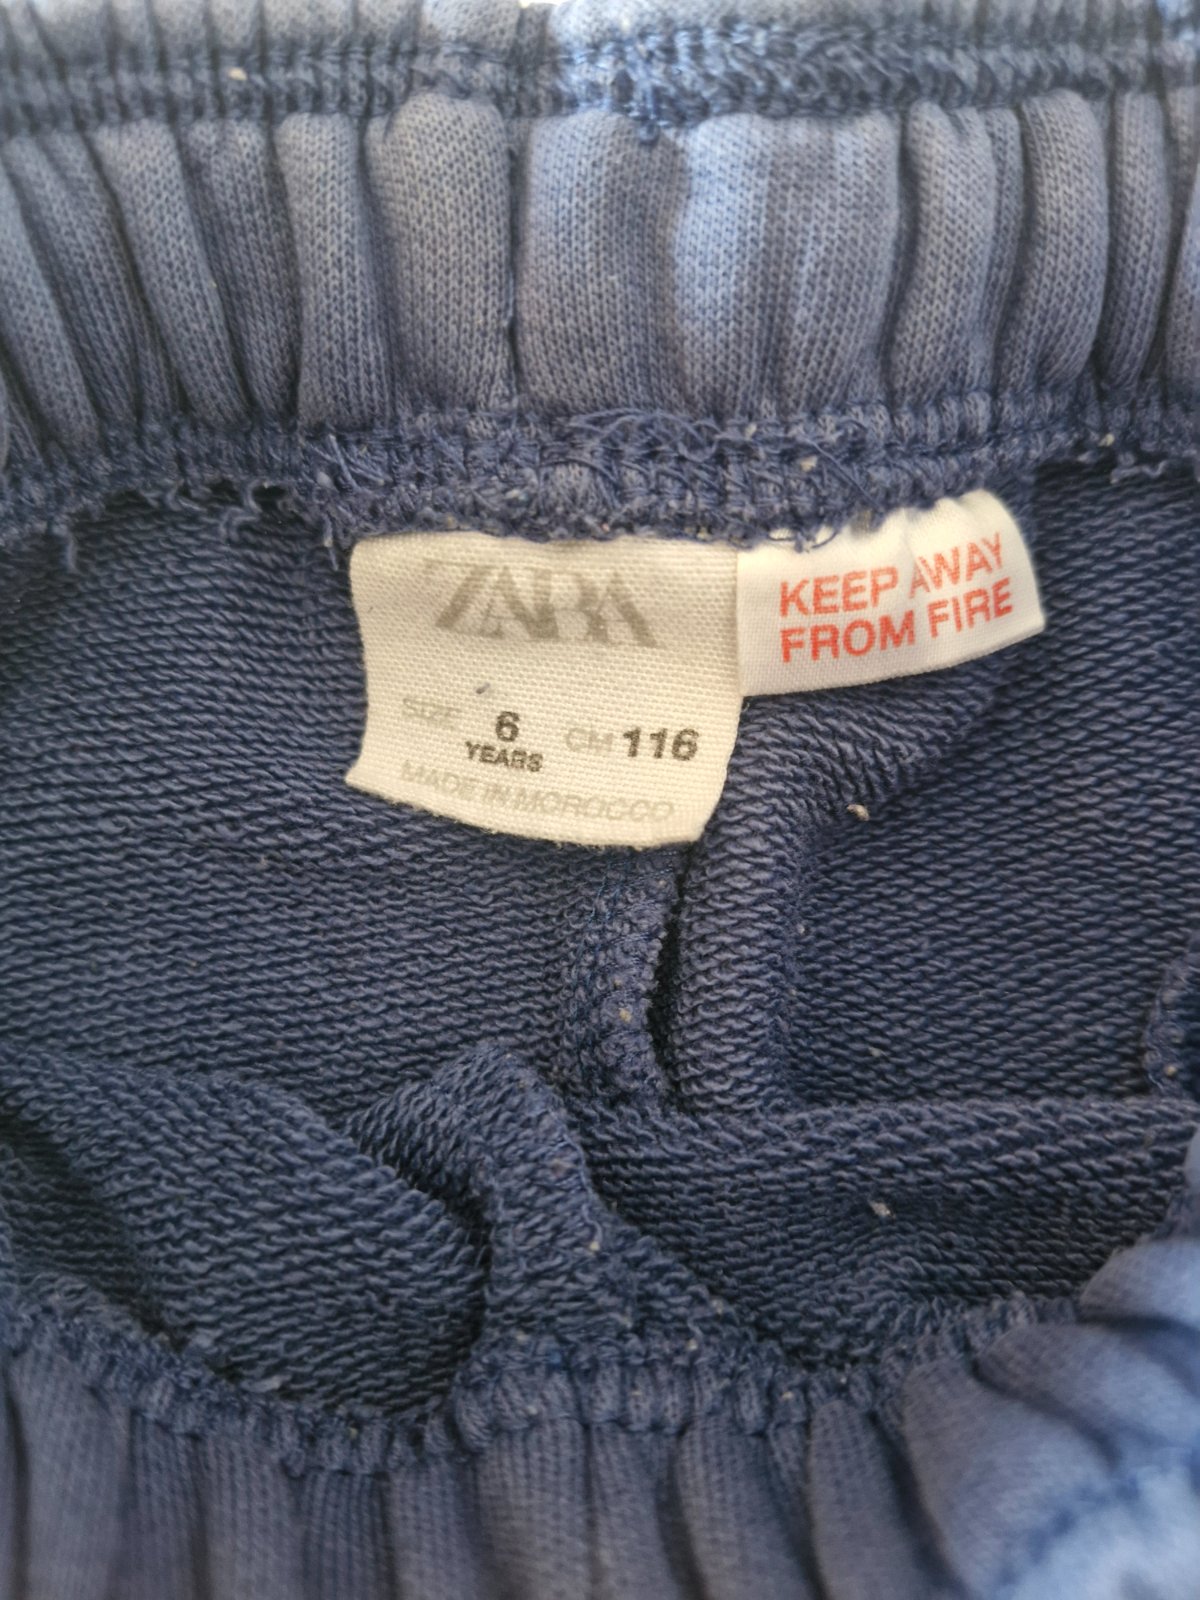 ZARA
SIZE 6 CM 116
YEARS
MADE IN MOROCCO
KEEP AWAY
FROM FIRE